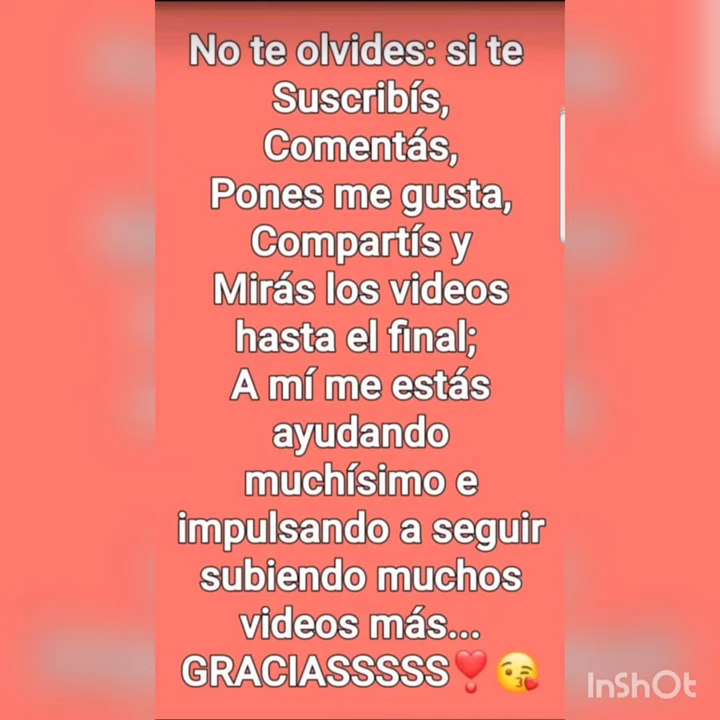 No te olvides: si te
Suscribís,
Comentás,
Pones me gusta,
Compartís y
Mirás los videos
hasta el final;
A mí me estás
ayudando
muchísimo e
impulsando a seguir
subiendo muchos
videos más...
GRACIASSSSS❣️😘
InShOt